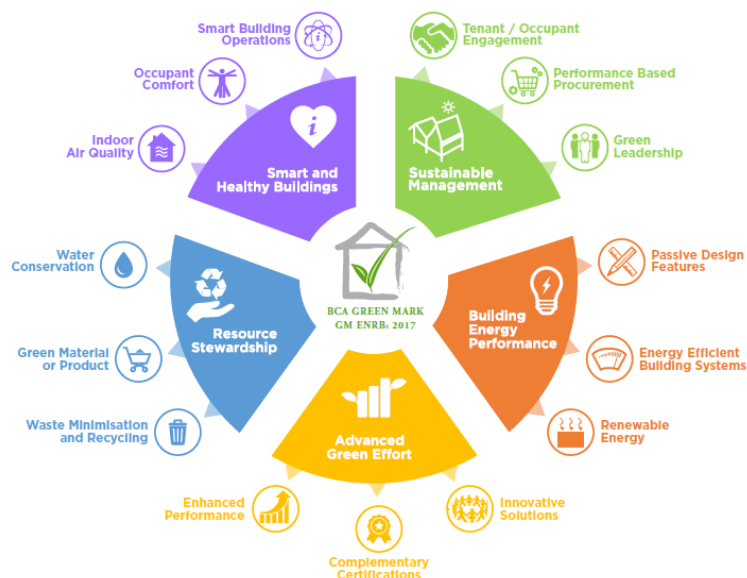 Smart Building
Operations
Occupant
Comfort
Indoor
Air Quality
i
Smart and
Healthy Buildings
Tenant / Occupant
Engagement
Performance Based
Procurement
Green
Leadership
Sustainable
Management
Water
Conservation
Green Material
or Product
Waste Minimisation
and Recycling
Resource
Stewardship
BCA GREEN MARK
GM ENRB: 2017
Building
Energy
Performance
Passive Design
Features
Energy Efficient
Building Systems
Renewable
Energy
Advanced
Green Effort
Enhanced
Performance
Complementary
Certifications
Innovative
Solutions